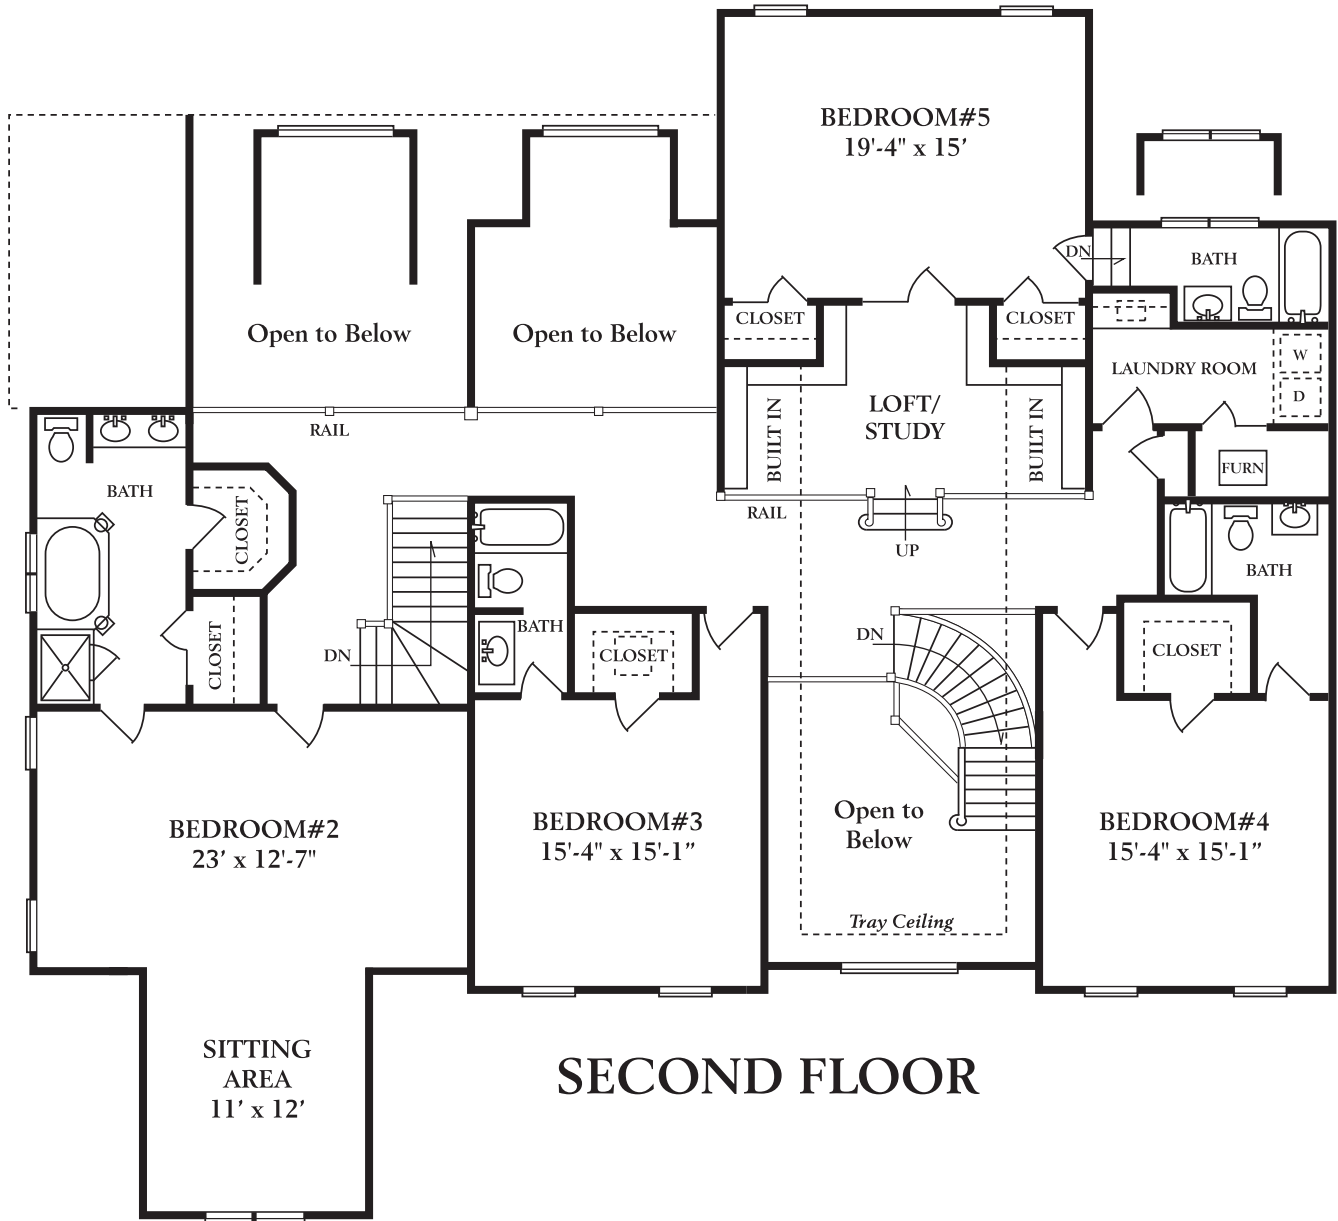 BEDROOM#5
19'-4" x 15’
DN
BATH
CLOSET
CLOSET
Open to Below
Open to Below
W
LAUNDRY ROOM
D
LOFT/
STUDY
BUILT IN
BUILT IN
RAIL
FURN
BATH
CLOSET
RAIL
UP
BATH
BATH
CLOSET
DN
CLOSET
DN
CLOSET
CLOSET
BEDROOM#2
23’ x 12'-7"
BEDROOM#3
15'-4" x 15'-1”
Open to
Below
BEDROOM#4
15'-4" x 15'-1”
Tray Ceiling
SITTING
AREA
11’ x 12’
SECOND FLOOR